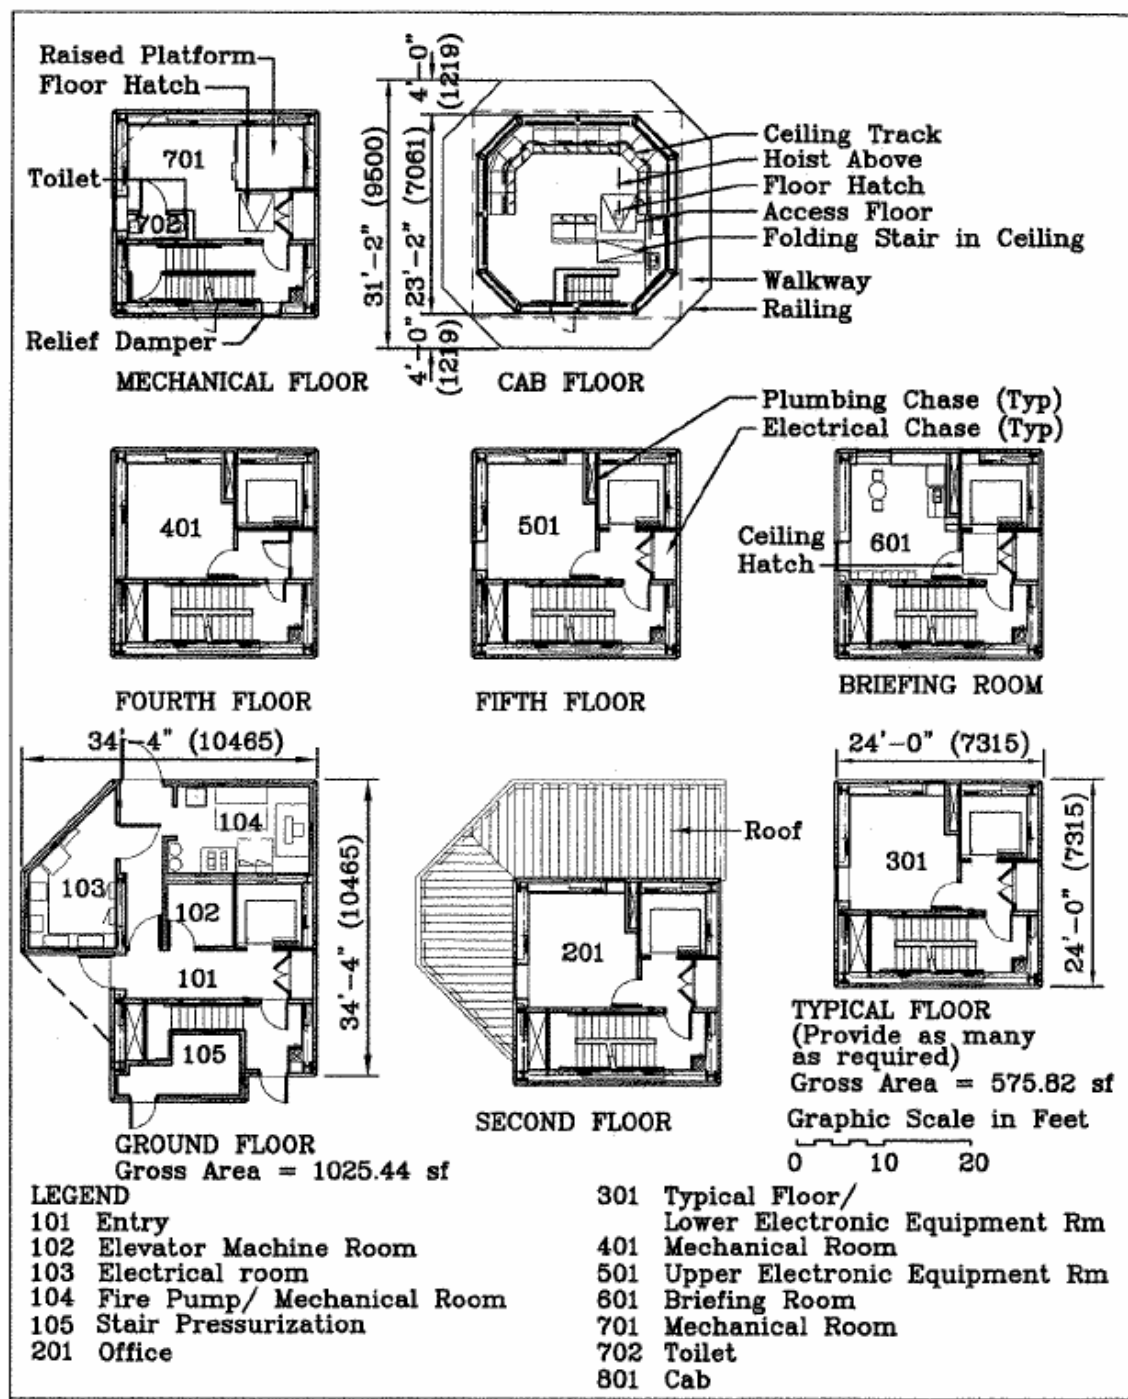 Raised Platform
Floor Hatch
Toilet
701
702
Relief Damper
MECHANICAL FLOOR
4'-0"
(1219)
31'-2" (9500)
23'-2" (7061)
4'-0"
(1219)
Ceiling Track
Hoist Above
Floor Hatch
Access Floor
Folding Stair in Ceiling
Walkway
Railing
CAB FLOOR
Plumbing Chase (Typ)
Electrical Chase (Typ)
401
FOURTH FLOOR
501
FIFTH FLOOR
Ceiling
Hatch
601
BRIEFING ROOM
34'-4" (10465)
104
103
102
101
105
34'-4" (10465)
GROUND FLOOR
Gross Area = 1025.44 sf
Roof
201
SECOND FLOOR
24'-0" (7315)
301
24'-0" (7315)
TYPICAL FLOOR
(Provide as many
as required)
Gross Area = 575.82 sf
Graphic Scale in Feet
0 10 20
LEGEND
101 Entry
102 Elevator Machine Room
103 Electrical room
104 Fire Pump/ Mechanical Room
105 Stair Pressurization
201 Office
301 Typical Floor/
Lower Electronic Equipment Rm
401 Mechanical Room
501 Upper Electronic Equipment Rm
601 Briefing Room
701 Mechanical Room
702 Toilet
801 Cab